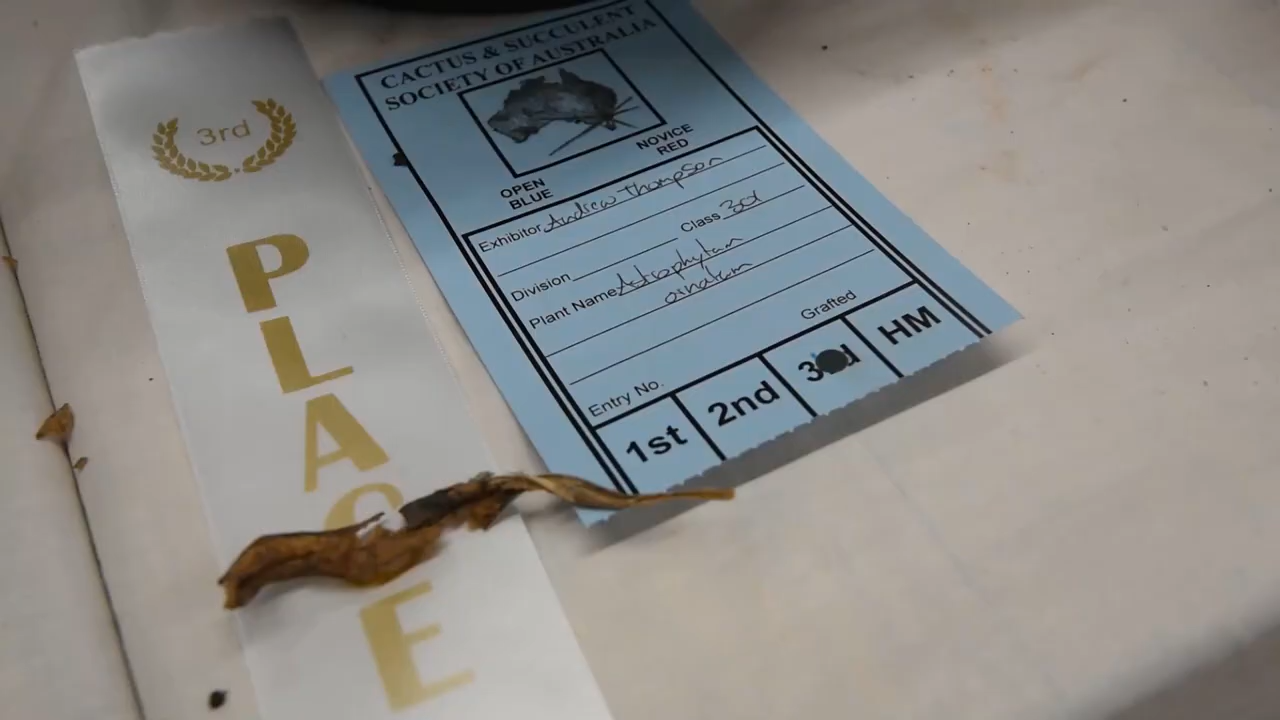 3rd
PLACE
CACTUS & SUCCULENT
SOCIETY OF AUSTRALIA
OPEN
BLUE
NOVICE
RED
Exhibitor Andrew Thompson
Division Class
Plant Name Astrophytum
ornatum
Grafted
Entry No.
1st 2nd 3rd HM